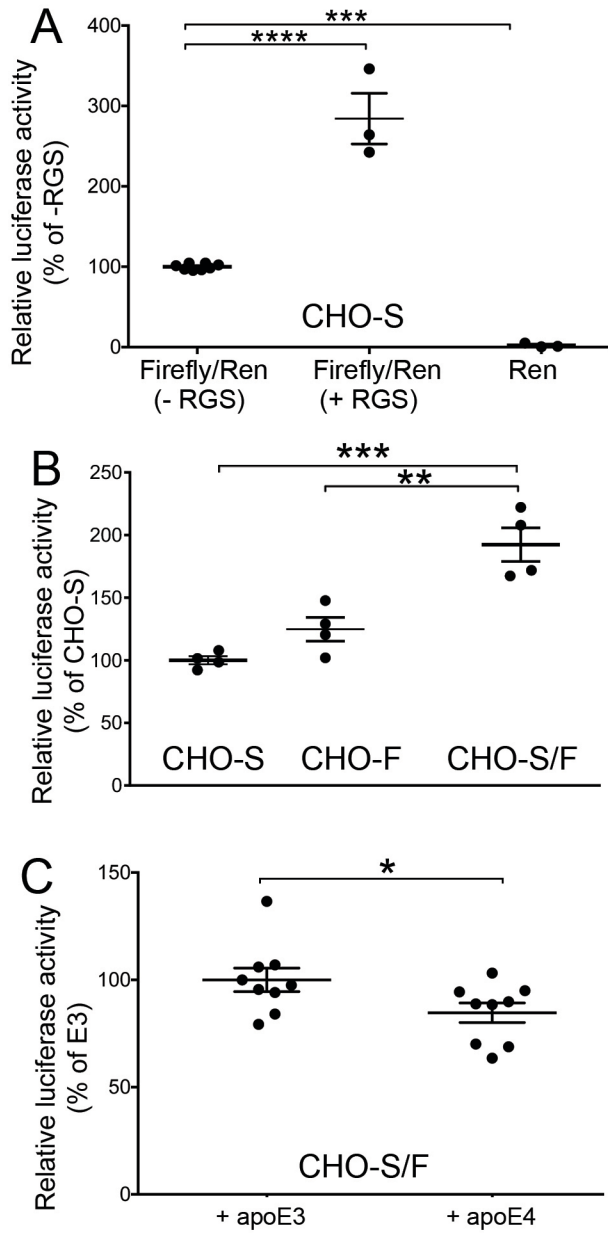 A
Relative luciferase activity
(% of -RGS)
400
300
200
100
0
***
****
CHO-S
Firefly/Ren
(- RGS)
Firefly/Ren
(+ RGS)
Ren
B
Relative luciferase activity
(% of CHO-S)
250
200
150
100
50
0
***
**
CHO-S
CHO-F
CHO-S/F
C
Relative luciferase activity
(% of E3)
150
100
50
0
*
CHO-S/F
+ apoE3
+ apoE4